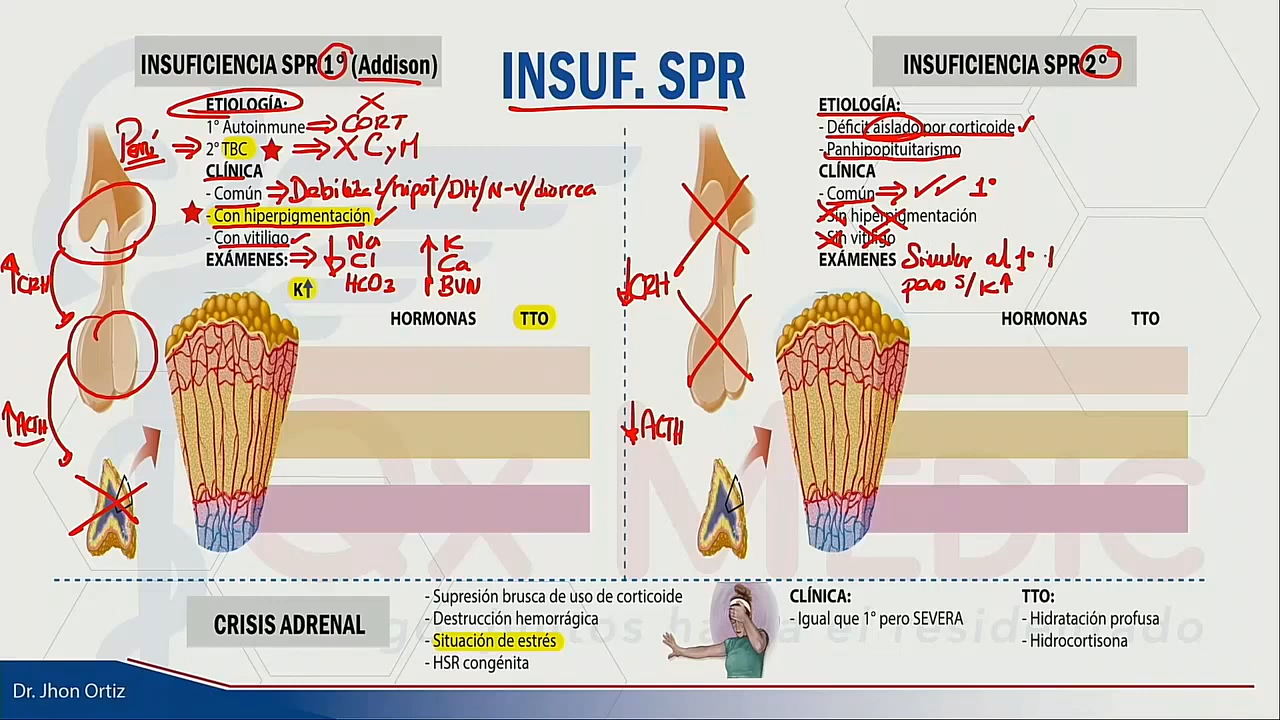 INSUF. SPR
INSUFICIENCIA SPR 1° (Addison)
ETIOLOGÍA:
1° Autoinmune ⇒ CORT
Perú ⇒ 2° TBC ⇒ X C y M
CLÍNICA
- Común ⇒ Debilidad/hipot/DH/N-V/diarrea
- Con hiperpigmentación
- Con vitiligo
EXÁMENES: ⇒ ↓ Na Cl HCO3 ↑ K Ca BUN
K↑
HORMONAS TTO
↑CRH
↑ACTH
INSUFICIENCIA SPR 2°
ETIOLOGÍA:
- Déficit aislado por corticoide
- Panhipopituitarismo
CLÍNICA
- Común ⇒ ✓✓ 1°
- Sin hiperpigmentación
- Sin vitiligo
EXÁMENES Similar al 1°
pero s/ K↑
HORMONAS TTO
↓CRH
↓ACTH
QX MEDIC
CRISIS ADRENAL
- Supresión brusca de uso de corticoide
- Destrucción hemorrágica
- Situación de estrés
- HSR congénita
CLÍNICA:
- Igual que 1° pero SEVERA
TTO:
- Hidratación profusa
- Hidrocortisona
Dr. Jhon Ortiz